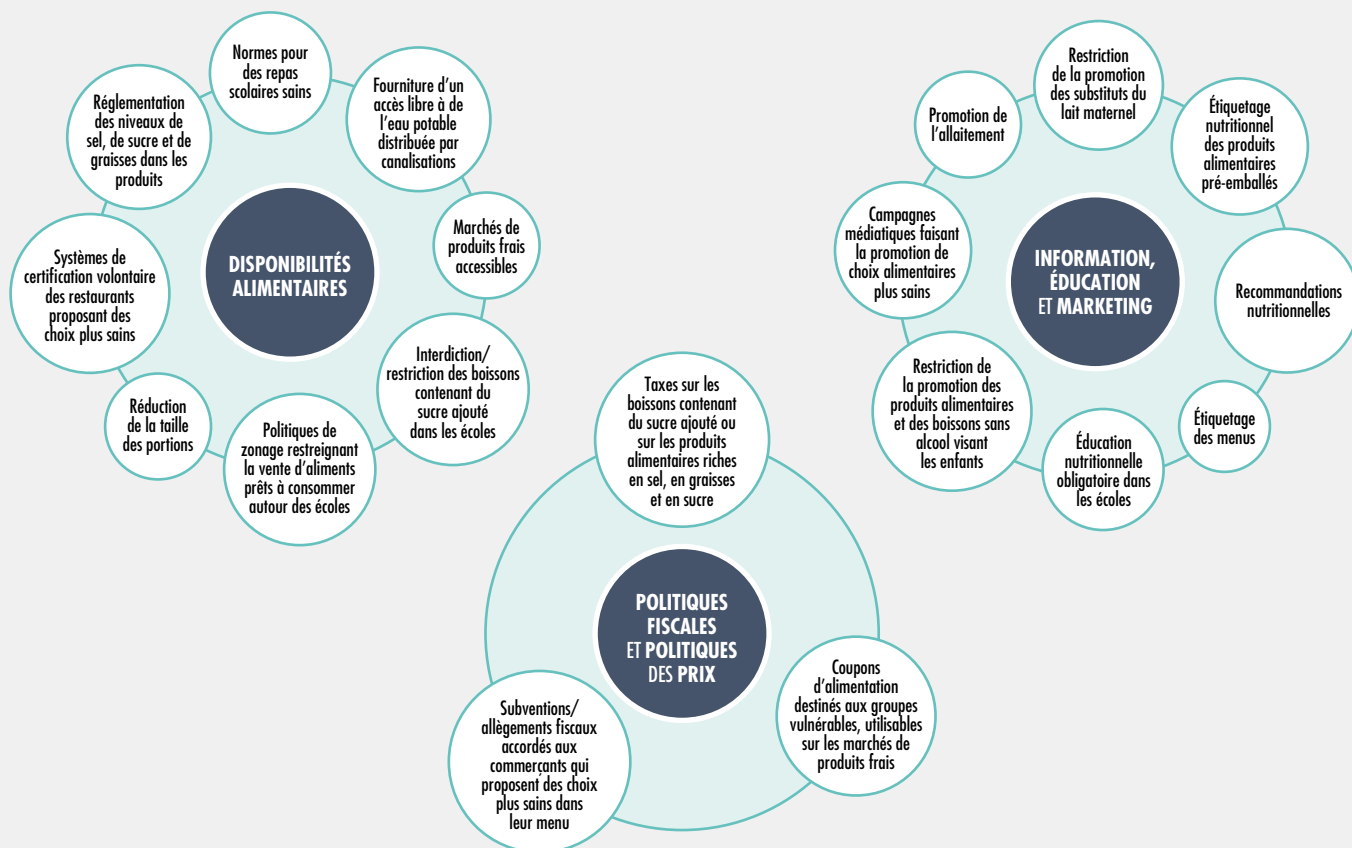 DISPONIBILITÉS
ALIMENTAIRES
Normes pour
des repas
scolaires sains
Fourniture d'un
accès libre à de
l'eau potable
distribuée par
canalisations
Marchés de
produits frais
accessibles
Interdiction/
restriction des boissons
contenant du
sucre ajouté
dans les écoles
Politiques de
zonage restreignant
la vente d'aliments
prêts à consommer
autour des écoles
Réduction
de la taille
des portions
Systèmes de
certification volontaire
des restaurants
proposant des
choix plus sains
Réglementation
des niveaux de
sel, de sucre et de
graisses dans les
produits
INFORMATION,
ÉDUCATION
ET MARKETING
Restriction
de la promotion
des substituts du
lait maternel
Étiquetage
nutritionnel
des produits
alimentaires
pré-emballés
Recommandations
nutritionnelles
Étiquetage
des menus
Éducation
nutritionnelle
obligatoire dans
les écoles
Restriction de
la promotion des
produits alimentaires
et des boissons sans
alcool visant
les enfants
Campagnes
médiatiques faisant
la promotion de
choix alimentaires
plus sains
Promotion de
l'allaitement
POLITIQUES
FISCALES
ET POLITIQUES
DES PRIX
Taxes sur les
boissons contenant
du sucre ajouté ou
sur les produits
alimentaires riches
en sel, en graisses
et en sucre
Coupons
d'alimentation
destinés aux groupes
vulnérables, utilisables
sur les marchés de
produits frais
Subventions/
allègements fiscaux
accordés aux
commerçants qui
proposent des choix
plus sains dans
leur menu